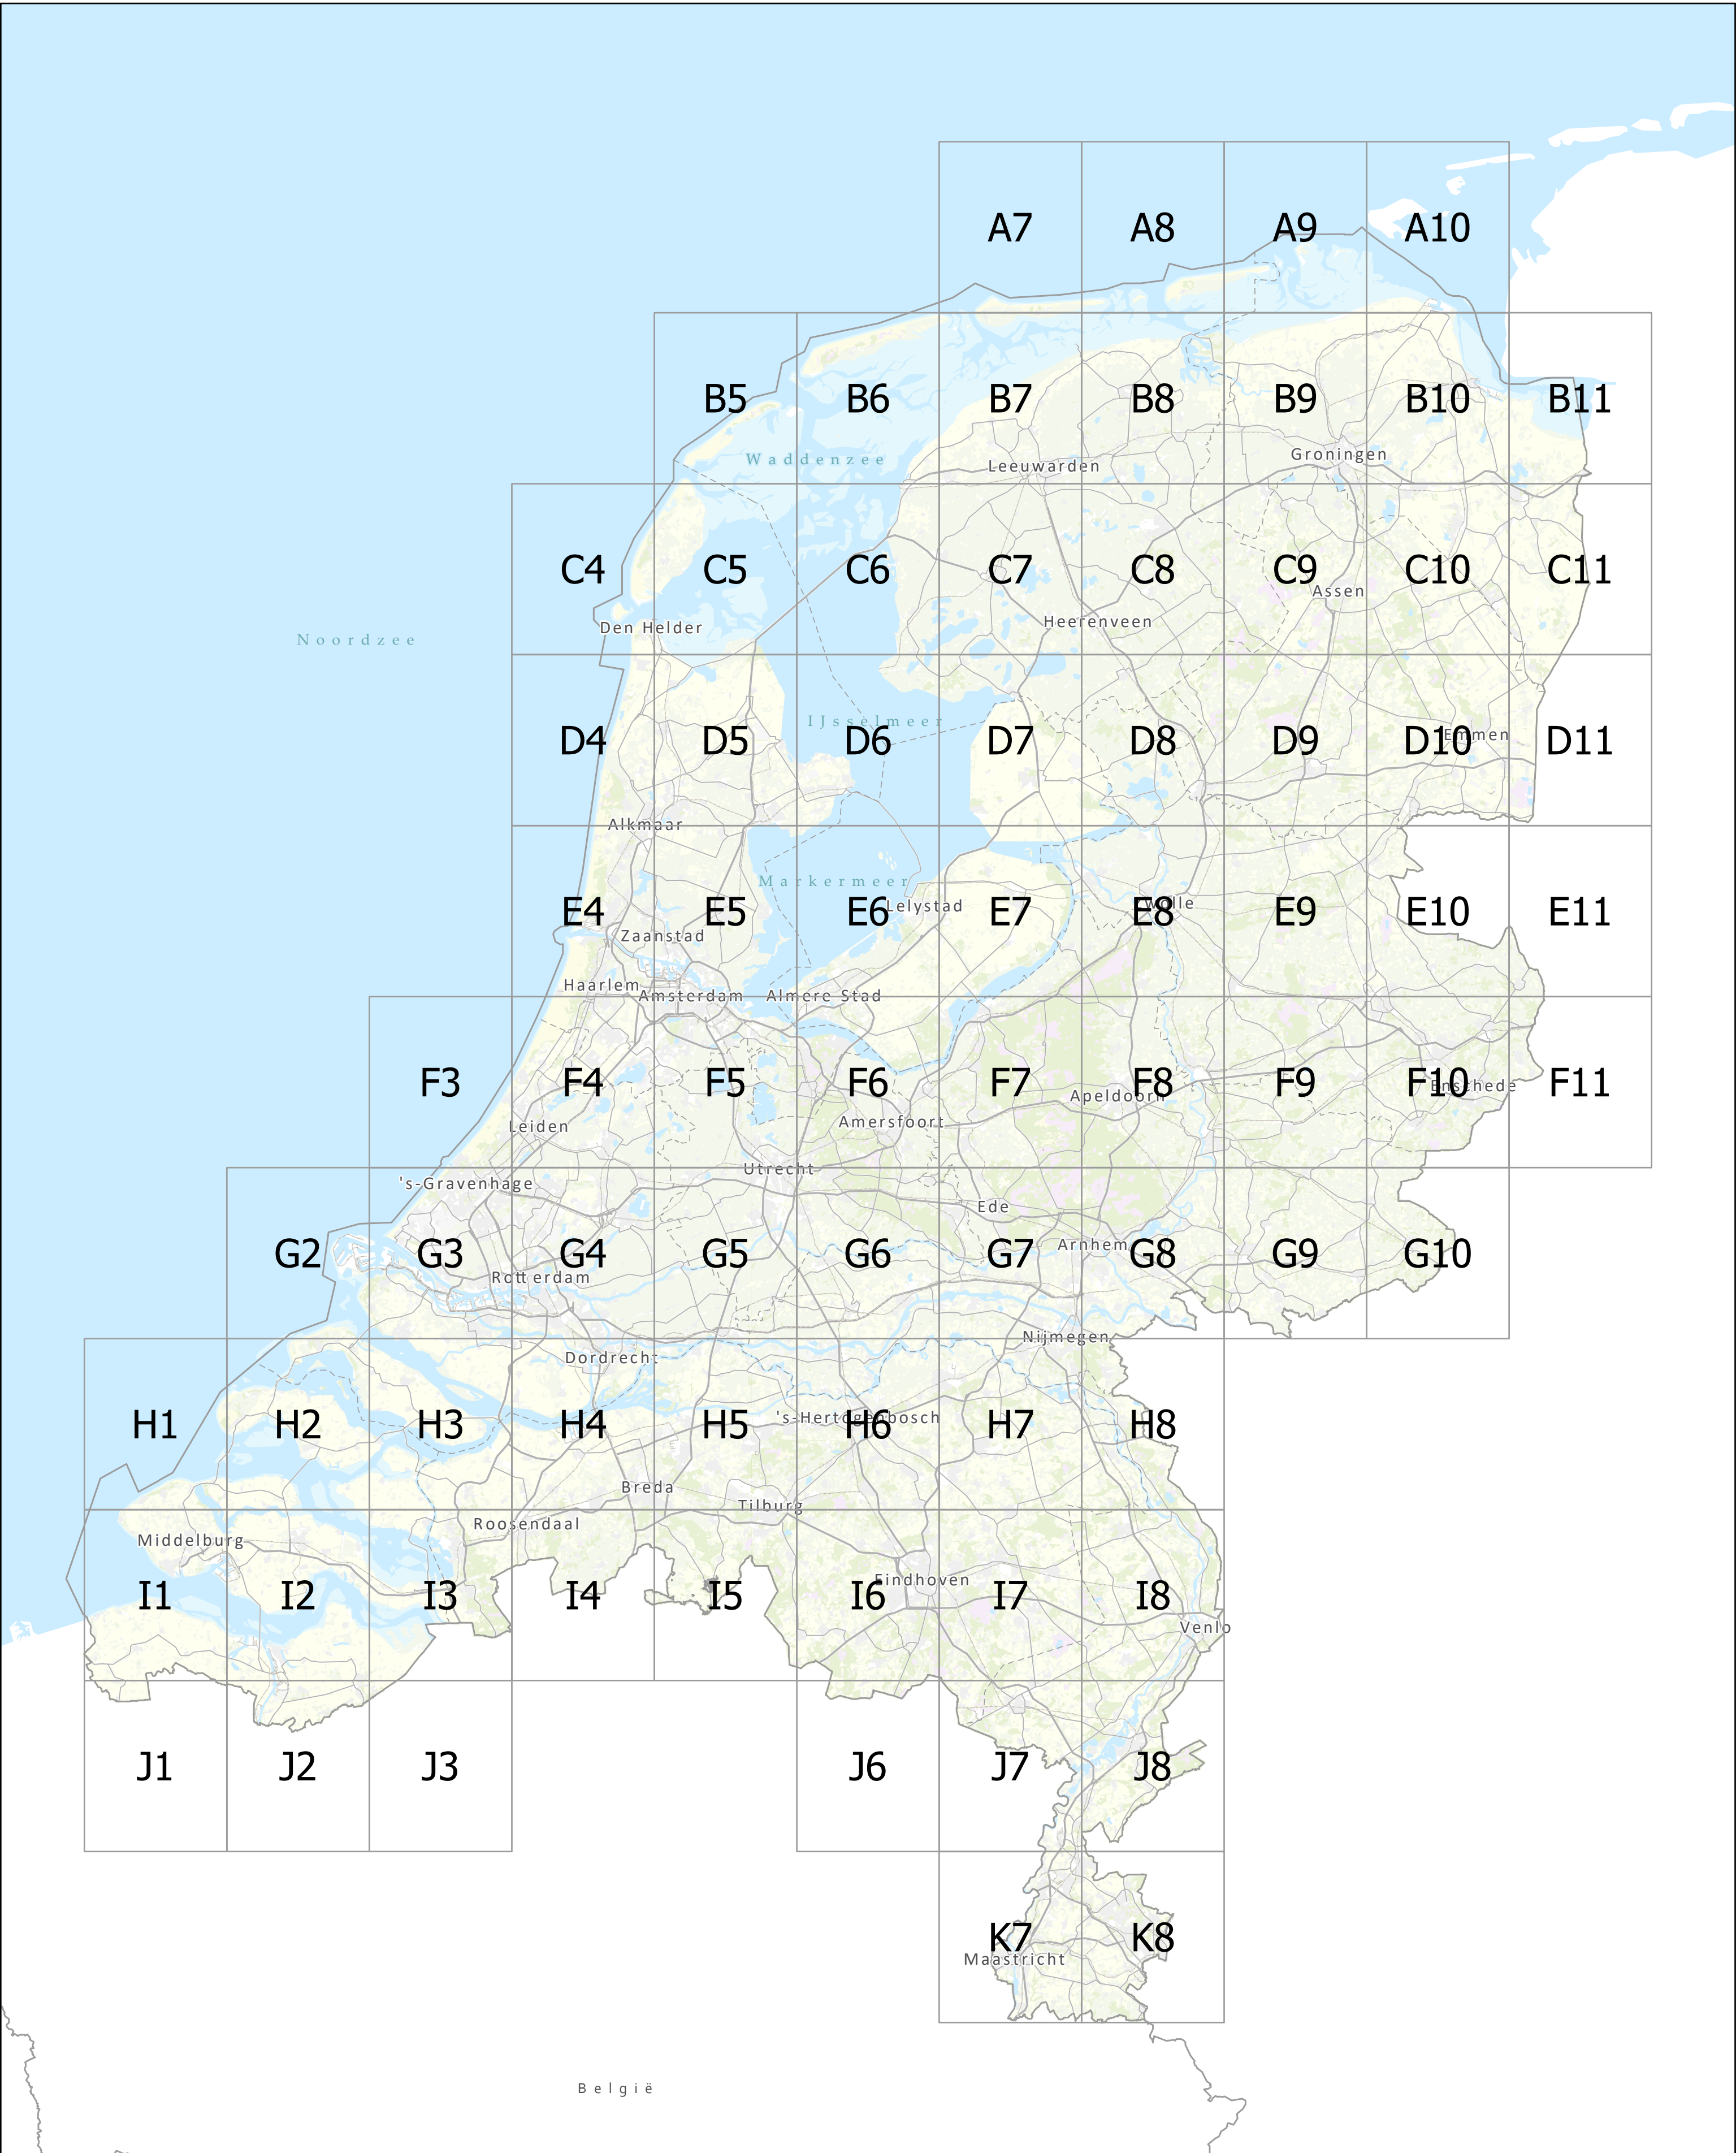 A7 A8 A9 A10
B5 B6 B7 B8 B9 B10 B11
Groningen
Waddenzee
Leeuwarden
C4 C5 C6 C7 C8 C9 C10 C11
Assen
Heerenveen
Den Helder
Noordzee
IJsselmeer
Emmen
D4 D5 D6 D7 D8 D9 D10 D11
Alkmaar
Markermeer
Lelystad
E4 E5 E6 E7 E8 E9 E10 E11
Zaanstad
Haarlem
Amsterdam
Almere Stad
F3 F4 F5 F6 F7 F8 F9 F10 F11
Enschede
Apeldoorn
Amersfoort
Leiden
Utrecht
's-Gravenhage
Ede
Arnhem
G2 G3 G4 G5 G6 G7 G8 G9 G10
Rotterdam
Nijmegen
Dordrecht
's-Hertogenbosch
H1 H2 H3 H4 H5 H6 H7 H8
Breda
Tilburg
Roosendaal
Middelburg
Eindhoven
I1 I2 I3 I4 I5 I6 I7 I8
Venlo
J1 J2 J3 J6 J7 J8
K7 K8
Maastricht
België